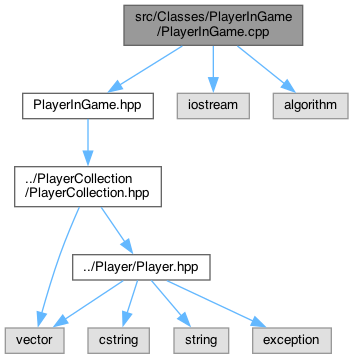 src/Classes/PlayerInGame
/PlayerInGame.cpp
PlayerInGame.hpp
iostream
algorithm
../PlayerCollection
/PlayerCollection.hpp
../Player/Player.hpp
vector
cstring
string
exception